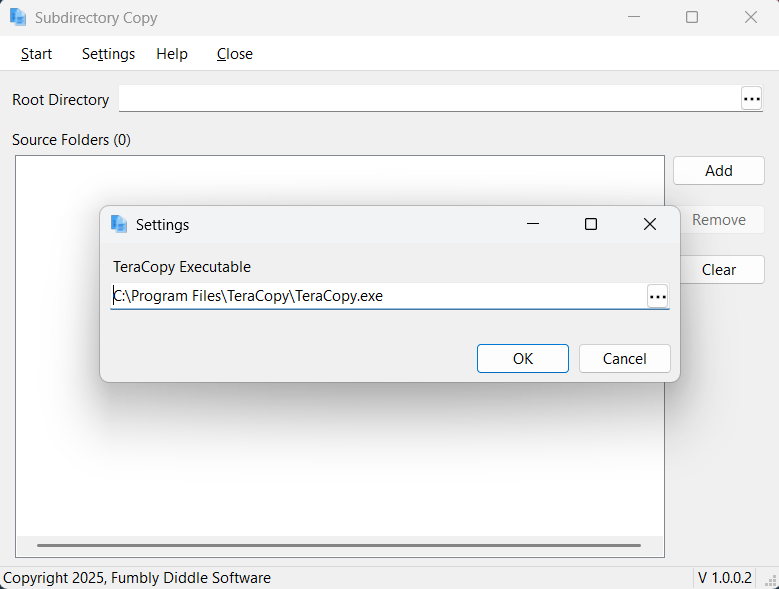 Subdirectory Copy
Start Settings Help Close
Root Directory
...
Source Folders (0)
Add
Remove
Clear
Settings
TeraCopy Executable
C:\Program Files\TeraCopy\TeraCopy.exe
...
OK Cancel
Copyright 2025, Fumbly Diddle Software
V 1.0.0.2